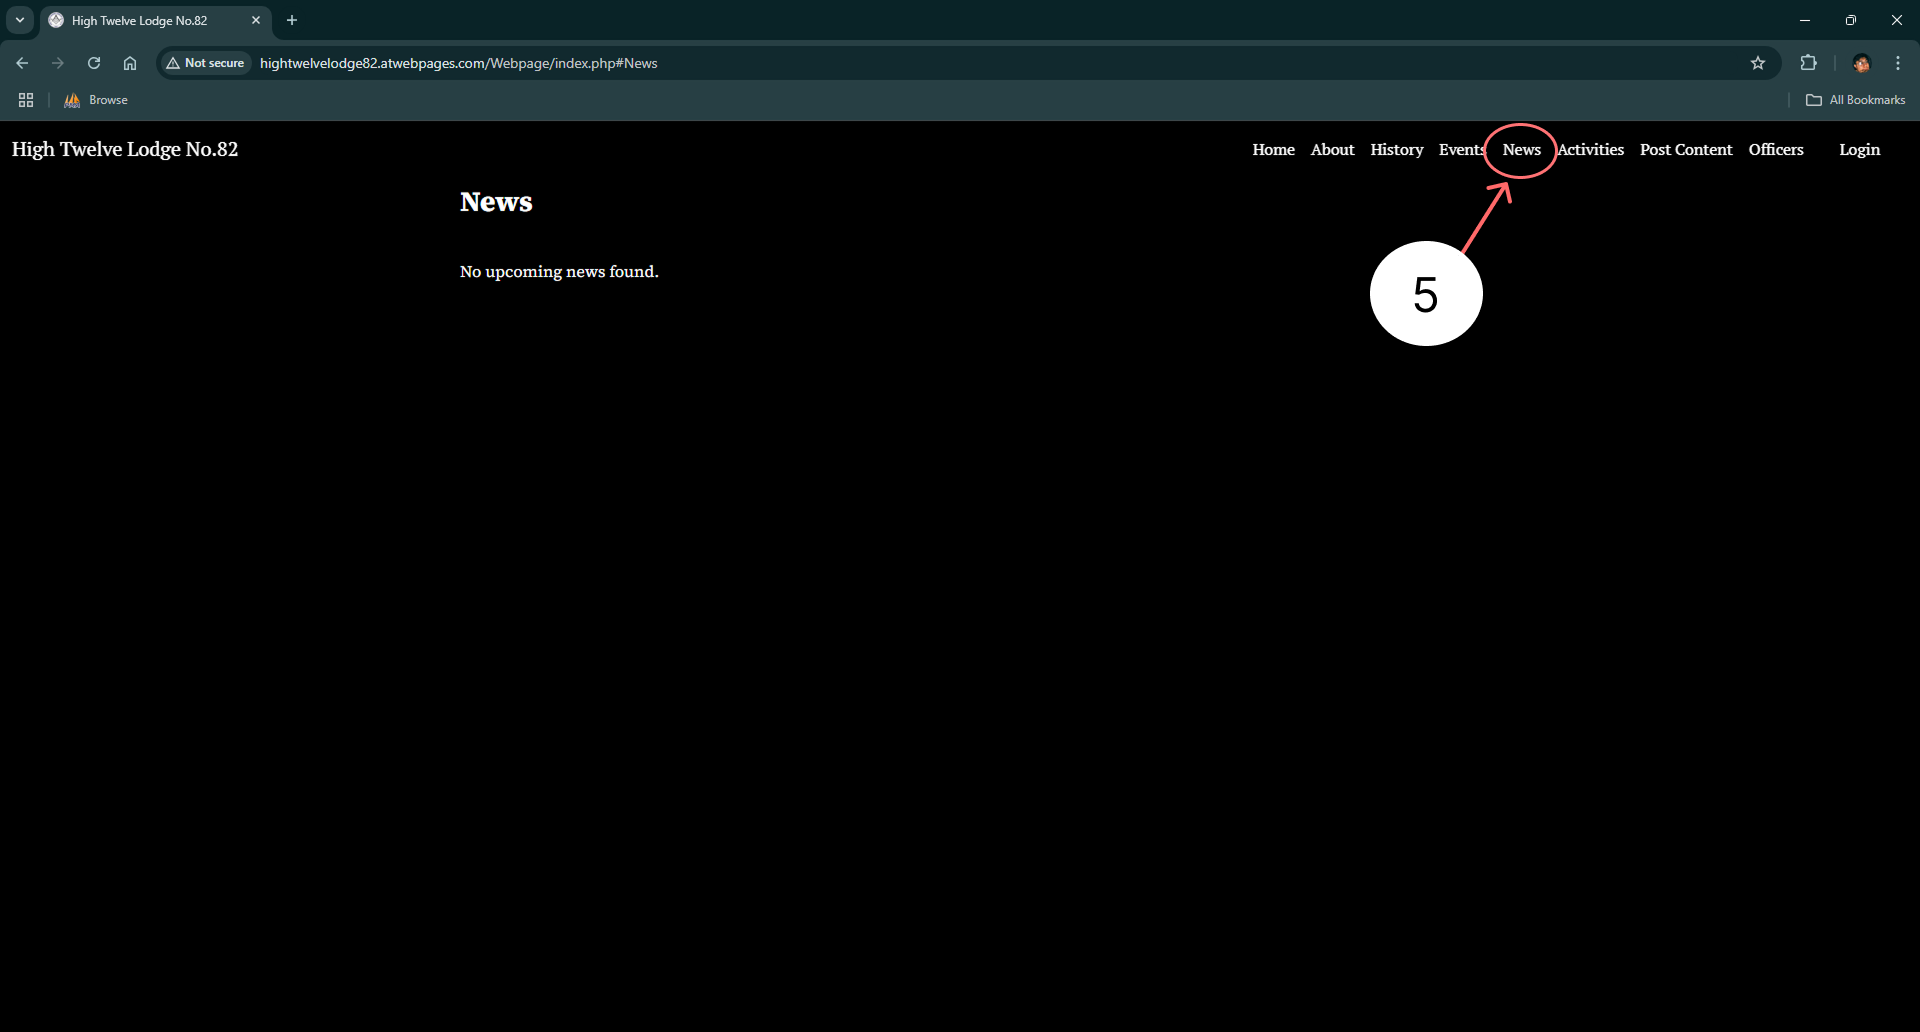 High Twelve Lodge No.82
Not secure hightwelvelodge82.atwebpages.com/Webpage/index.php#News
Browse All Bookmarks
High Twelve Lodge No.82 Home About History Events News Activities Post Content Officers Login
News
No upcoming news found.
5